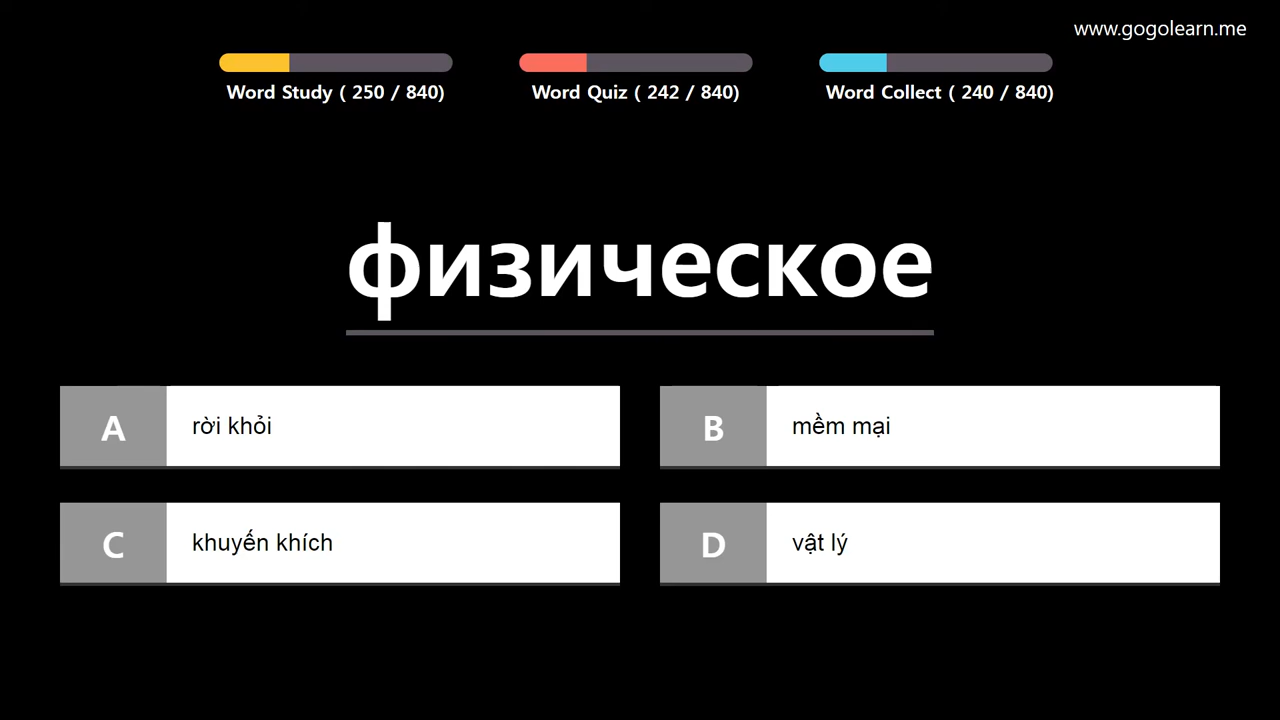 www.gogolearn.me
Word Study ( 250 / 840)
Word Quiz ( 242 / 840)
Word Collect ( 240 / 840)
физическое
A rời khỏi
B mềm mại
C khuyến khích
D vật lý